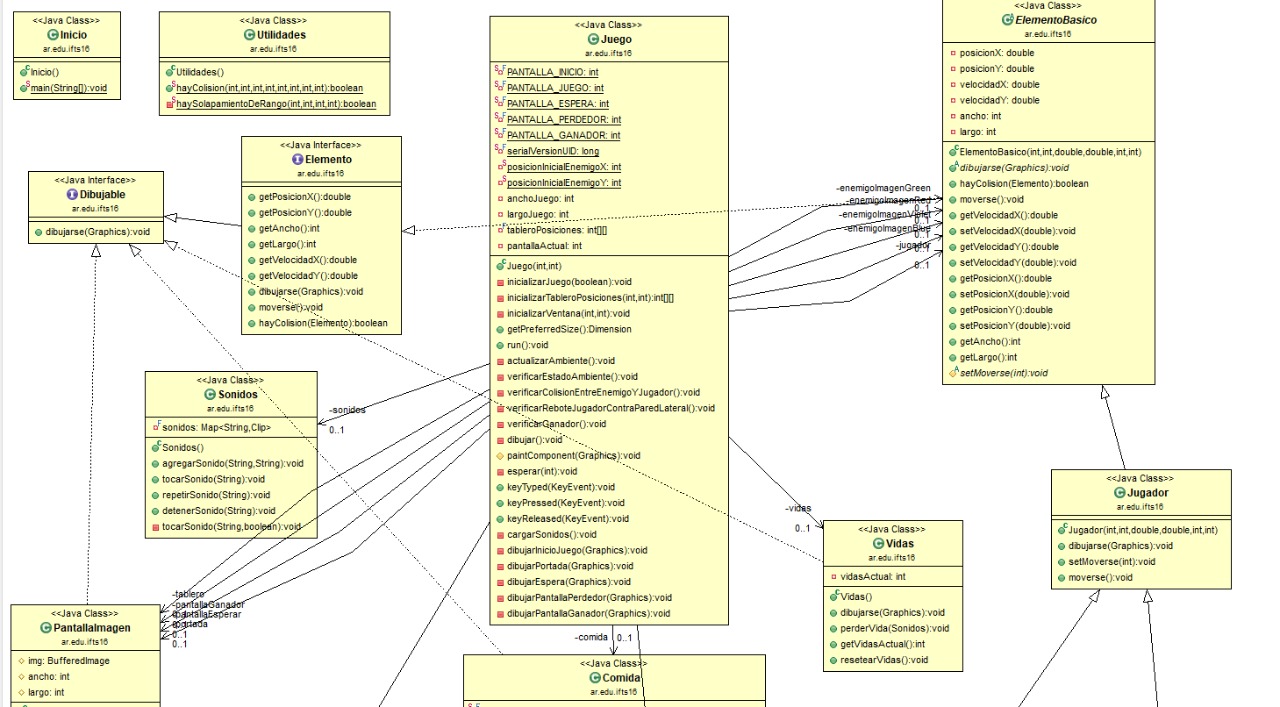 <<Java Class>>
Inicio
ar.edu.ifts16
Inicio()
main(String[]):void
<<Java Class>>
Utilidades
ar.edu.ifts16
Utilidades()
hayColision(int,int,int,int,int,int,int,int):boolean
haySolapamientoDeRango(int,int,int,int):boolean
<<Java Interface>>
Dibujable
ar.edu.ifts16
dibujarse(Graphics):void
<<Java Interface>>
Elemento
ar.edu.ifts16
getPosicionX():double
getPosicionY():double
getAncho():int
getLargo():int
getVelocidadX():double
getVelocidadY():double
dibujarse(Graphics):void
moverse():void
hayColision(Elemento):boolean
<<Java Class>>
Juego
ar.edu.ifts16
PANTALLA_INICIO: int
PANTALLA_JUEGO: int
PANTALLA_ESPERA: int
PANTALLA_PERDEDOR: int
PANTALLA_GANADOR: int
serialVersionUID: long
posicionInicialEnemigoX: int
posicionInicialEnemigoY: int
anchoJuego: int
largoJuego: int
tableroPosiciones: int[][]
pantallaActual: int
Juego(int,int)
inicializarJuego(boolean):void
inicializarTableroPosiciones(int,int):int[][]
inicializarVentana(int,int):void
getPreferredSize():Dimension
run():void
actualizarAmbiente():void
verificarEstadoAmbiente():void
verificarColisionEntreEnemigoYJugador():void
verificarReboteJugadorContraParedLateral():void
verificarGanador():void
dibujar():void
paintComponent(Graphics):void
esperar(int):void
keyTyped(KeyEvent):void
keyPressed(KeyEvent):void
keyReleased(KeyEvent):void
cargarSonidos():void
dibujarInicioJuego(Graphics):void
dibujarPortada(Graphics):void
dibujarEspera(Graphics):void
dibujarPantallaPerdedor(Graphics):void
dibujarPantallaGanador(Graphics):void
<<Java Class>>
ElementoBasico
ar.edu.ifts16
posicionX: double
posicionY: double
velocidadX: double
velocidadY: double
ancho: int
largo: int
ElementoBasico(int,int,double,double,int,int)
dibujarse(Graphics):void
hayColision(Elemento):boolean
moverse():void
getVelocidadX():double
setVelocidadX(double):void
getVelocidadY():double
setVelocidadY(double):void
getPosicionX():double
setPosicionX(double):void
getPosicionY():double
setPosicionY(double):void
getAncho():int
getLargo():int
setMoverse(int):void
-enemigoImagenGreen
-enemigoImagenRed
0..1
-enemigoImagenViolet
0..1
-enemigoImagenBlue
0..1
-jugador
0..1
0..1
<<Java Class>>
Sonidos
ar.edu.ifts16
sonidos: Map<String,Clip>
Sonidos()
agregarSonido(String,String):void
tocarSonido(String):void
repetirSonido(String):void
detenerSonido(String):void
tocarSonido(String,boolean):void
-sonidos
0..1
<<Java Class>>
Jugador
ar.edu.ifts16
Jugador(int,int,double,double,int,int)
dibujarse(Graphics):void
setMoverse(int):void
moverse():void
-vidas
0..1
<<Java Class>>
Vidas
ar.edu.ifts16
vidasActual: int
Vidas()
dibujarse(Graphics):void
perderVida(Sonidos):void
getVidasActual():int
resetearVidas():void
<<Java Class>>
PantallaImagen
ar.edu.ifts16
img: BufferedImage
ancho: int
largo: int
-tablero
-pantallaGanador
-pantallaEsperar
-portada
0..1
0..1
-comida
0..1
<<Java Class>>
Comida
ar.edu.ifts16